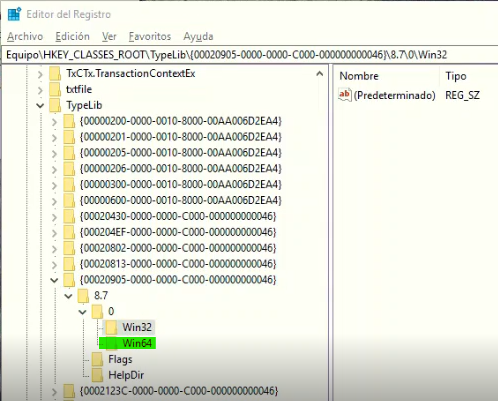 Editor del Registro
Archivo Edición Ver Favoritos Ayuda
Equipo\HKEY_CLASSES_ROOT\TypeLib\{00020905-0000-0000-C000-000000000046}\8.7\0\Win32
TxCTx.TransactionContextEx
txtfile
TypeLib
{00000200-0000-0010-8000-00AA006D2EA4}
{00000201-0000-0010-8000-00AA006D2EA4}
{00000205-0000-0010-8000-00AA006D2EA4}
{00000206-0000-0010-8000-00AA006D2EA4}
{00000300-0000-0010-8000-00AA006D2EA4}
{00000600-0000-0010-8000-00AA006D2EA4}
{00020430-0000-0000-C000-000000000046}
{000204EF-0000-0000-C000-000000000046}
{00020802-0000-0000-C000-000000000046}
{00020813-0000-0000-C000-000000000046}
{00020905-0000-0000-C000-000000000046}
8.7
0
Win32
Win64
Flags
HelpDir
{0002123C-0000-0000-C000-000000000046}
Nombre Tipo
ab (Predeterminado) REG_SZ